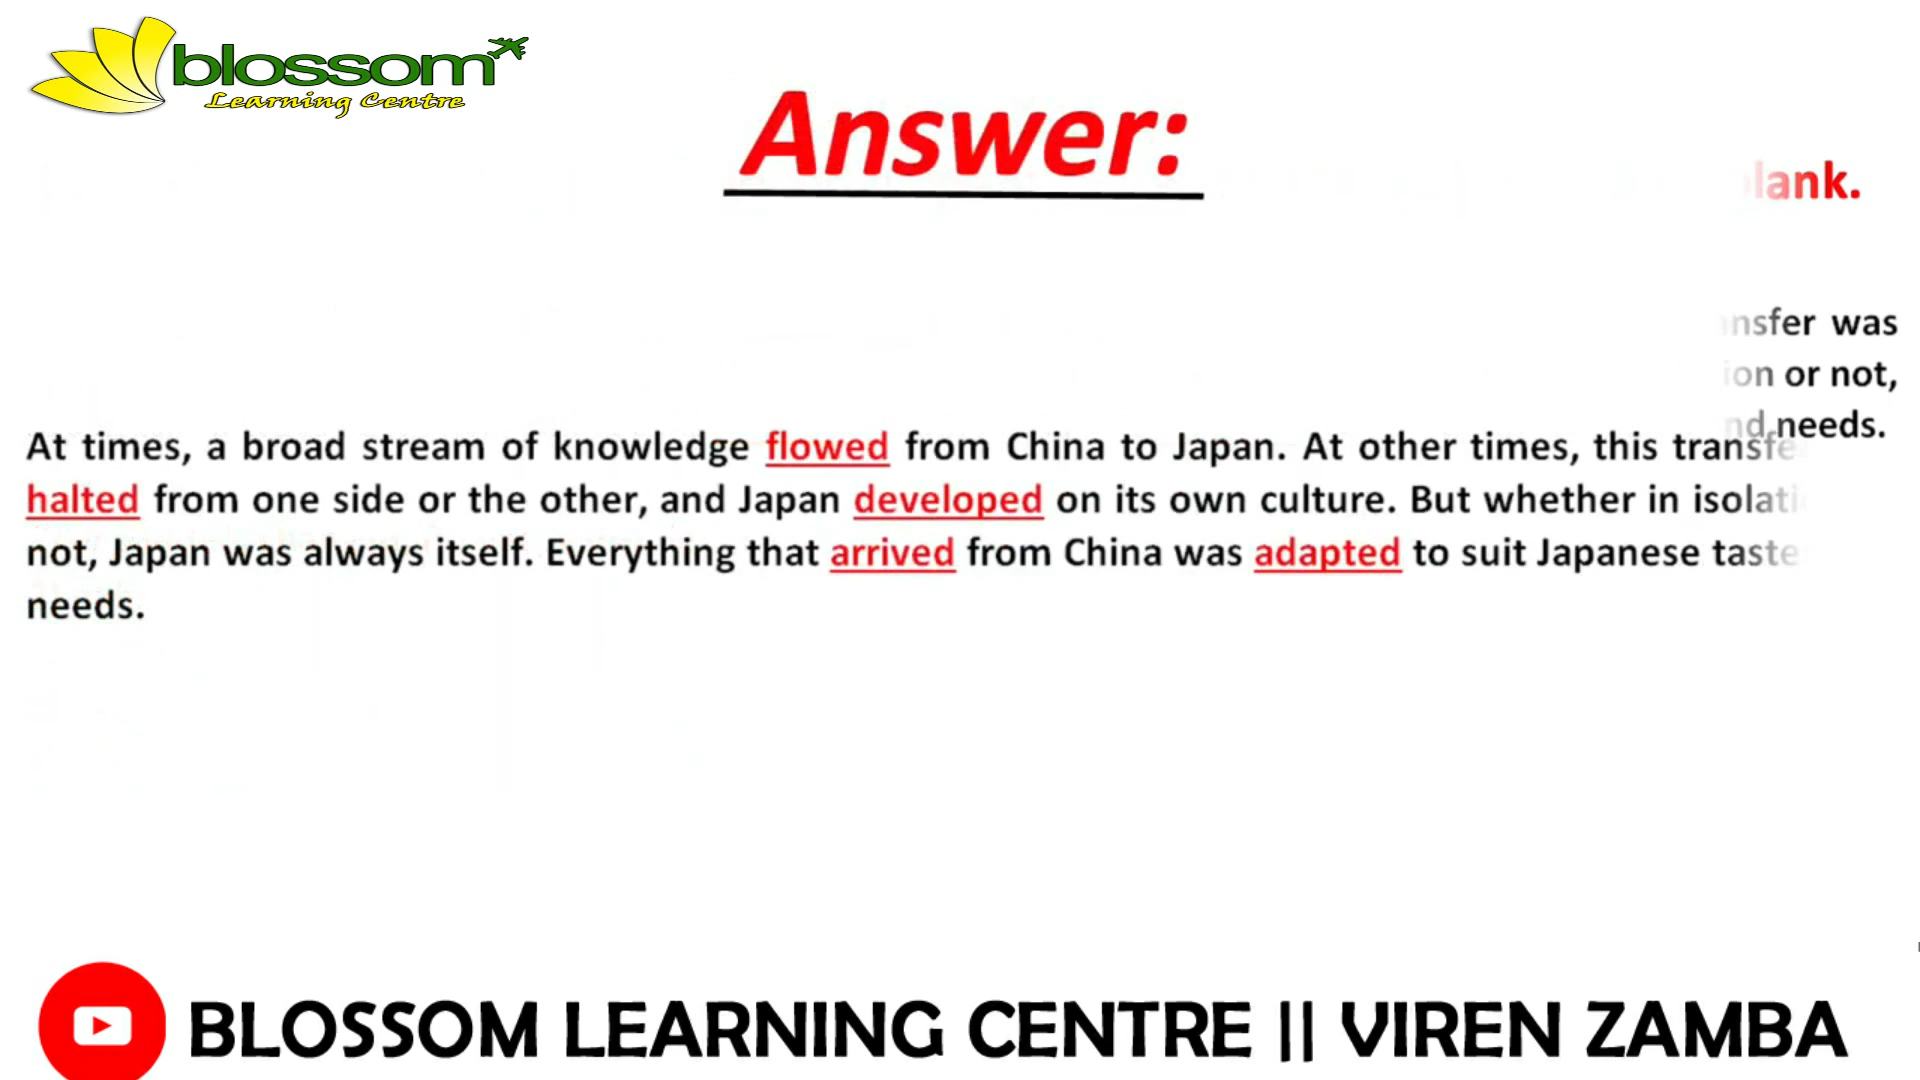 blossom
Learning Centre
Answer:
lank.
nsfer was
ion or not,
nd needs.
At times, a broad stream of knowledge flowed from China to Japan. At other times, this transfe
halted from one side or the other, and Japan developed on its own culture. But whether in isolati
not, Japan was always itself. Everything that arrived from China was adapted to suit Japanese taste
needs.
BLOSSOM LEARNING CENTRE || VIREN ZAMBA